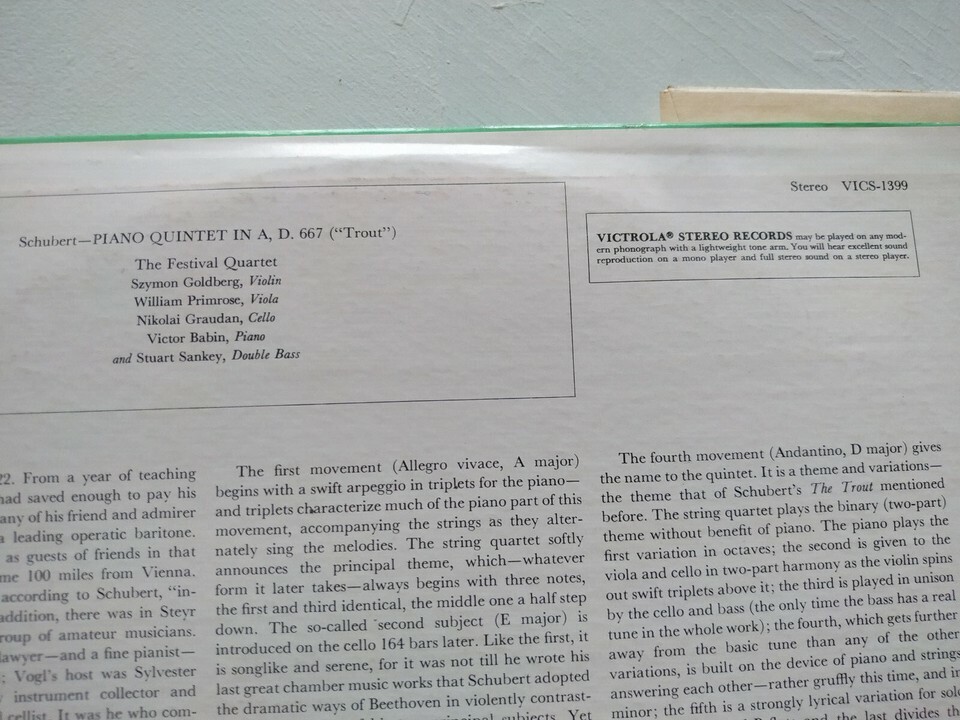 Stereo VICS-1399
Schubert—PIANO QUINTET IN A, D. 667 ("Trout")
The Festival Quartet
Szymon Goldberg, Violin
William Primrose, Viola
Nikolai Graudan, Cello
Victor Babin, Piano
and Stuart Sankey, Double Bass
VICTROLA® STEREO RECORDS may be played on any mod-
ern phonograph with a lightweight tone arm. You will hear excellent sound
reproduction on a mono player and full stereo sound on a stereo player.
22. From a year of teaching
had saved enough to pay his
any of his friend and admirer
a leading operatic baritone.
as guests of friends in that
me 100 miles from Vienna.
according to Schubert, "in-
addition, there was in Steyr
roup of amateur musicians.
lawyer—and a fine pianist—
; Vogl's host was Sylvester
instrument collector and
cellist. It was he who com-
The first movement (Allegro vivace, A major)
begins with a swift arpeggio in triplets for the piano—
and triplets characterize much of the piano part of this
movement, accompanying the strings as they alter-
nately sing the melodies. The string quartet softly
announces the principal theme, which—whatever
form it later takes—always begins with three notes,
the first and third identical, the middle one a half step
down. The so-called second subject (E major) is
introduced on the cello 164 bars later. Like the first, it
is songlike and serene, for it was not till he wrote his
last great chamber music works that Schubert adopted
the dramatic ways of Beethoven in violently contrast-
subjects. Yet
The fourth movement (Andantino, D major) gives
the name to the quintet. It is a theme and variations—
the theme that of Schubert's The Trout mentioned
before. The string quartet plays the binary (two-part)
theme without benefit of piano. The piano plays the
first variation in octaves; the second is given to the
viola and cello in two-part harmony as the violin spins
out swift triplets above it; the third is played in unison
by the cello and bass (the only time the bass has a real
tune in the whole work); the fourth, which gets further
away from the basic tune than any of the other
variations, is built on the device of piano and strings
answering each other—rather gruffly this time, and in
minor; the fifth is a strongly lyrical variation for solo
the last divides th